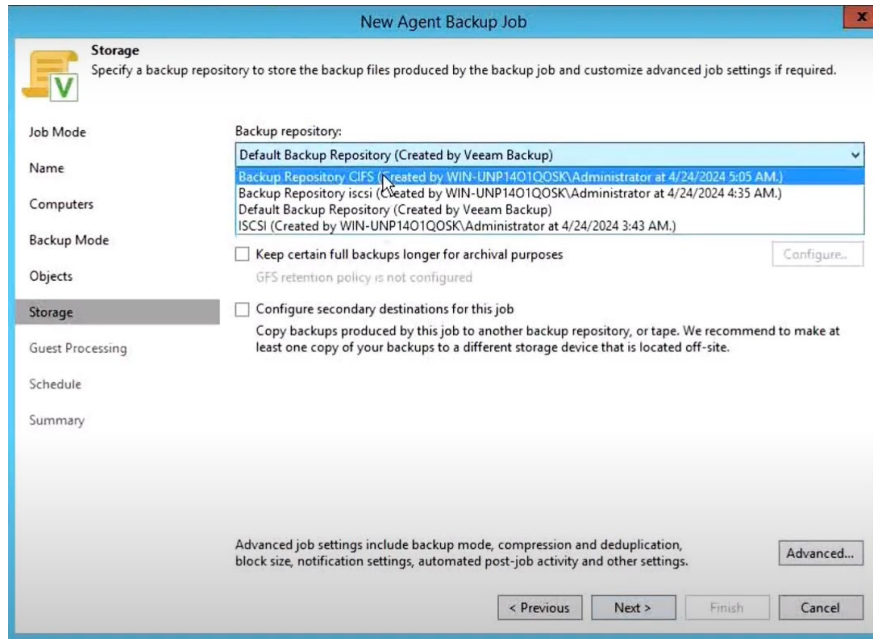 New Agent Backup Job
x
Storage
Specify a backup repository to store the backup files produced by the backup job and customize advanced job settings if required.
V
Job Mode
Name
Computers
Backup Mode
Objects
Storage
Guest Processing
Schedule
Summary
Backup repository:
Default Backup Repository (Created by Veeam Backup)
Backup Repository CIFS (Created by WIN-UNP14O1QOSK\Administrator at 4/24/2024 5:05 AM.)
Backup Repository iscsi (Created by WIN-UNP14O1QOSK\Administrator at 4/24/2024 4:35 AM.)
Default Backup Repository (Created by Veeam Backup)
ISCSI (Created by WIN-UNP14O1QOSK\Administrator at 4/24/2024 3:43 AM.)
Keep certain full backups longer for archival purposes
Configure...
GFS retention policy is not configured
Configure secondary destinations for this job
Copy backups produced by this job to another backup repository, or tape. We recommend to make at
least one copy of your backups to a different storage device that is located off-site.
Advanced job settings include backup mode, compression and deduplication,
block size, notification settings, automated post-job activity and other settings.
Advanced...
< Previous
Next >
Finish
Cancel